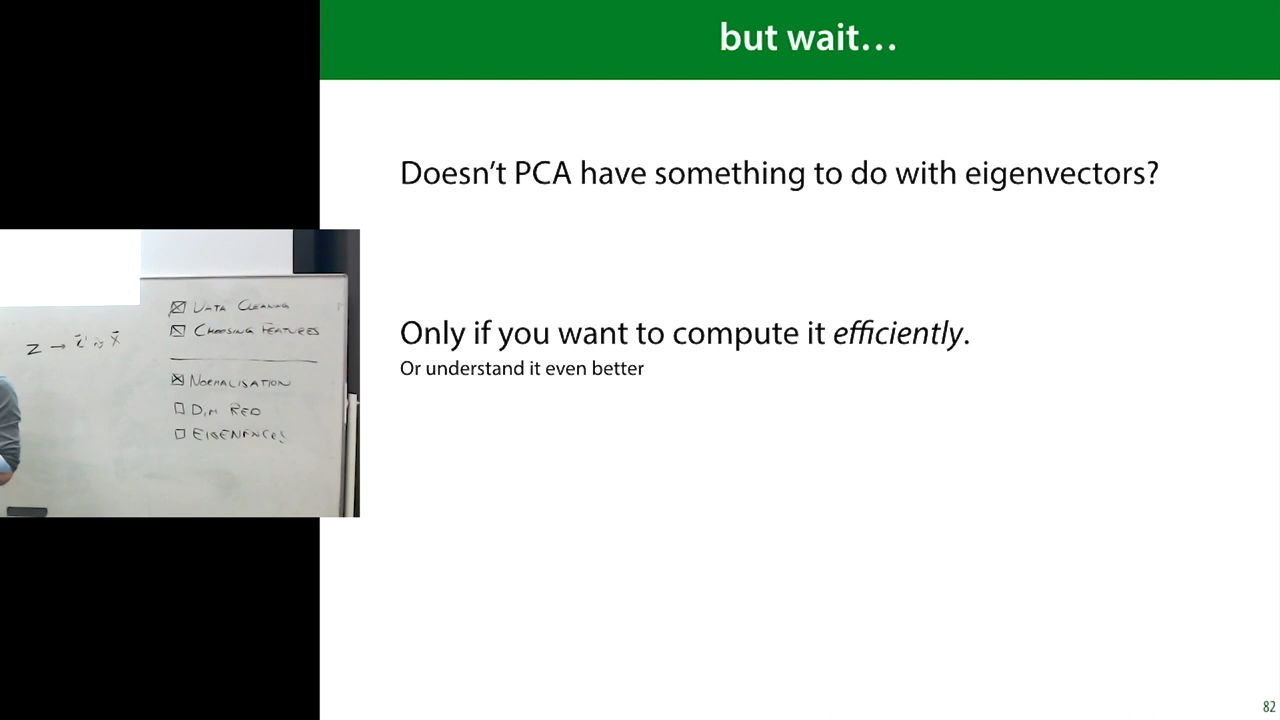 but wait…
Doesn't PCA have something to do with eigenvectors?
Only if you want to compute it efficiently.
Or understand it even better
DATA CLEANING
CHOOSING FEATURES
NORMALISATION
DIM RED
EIGENFACES
82